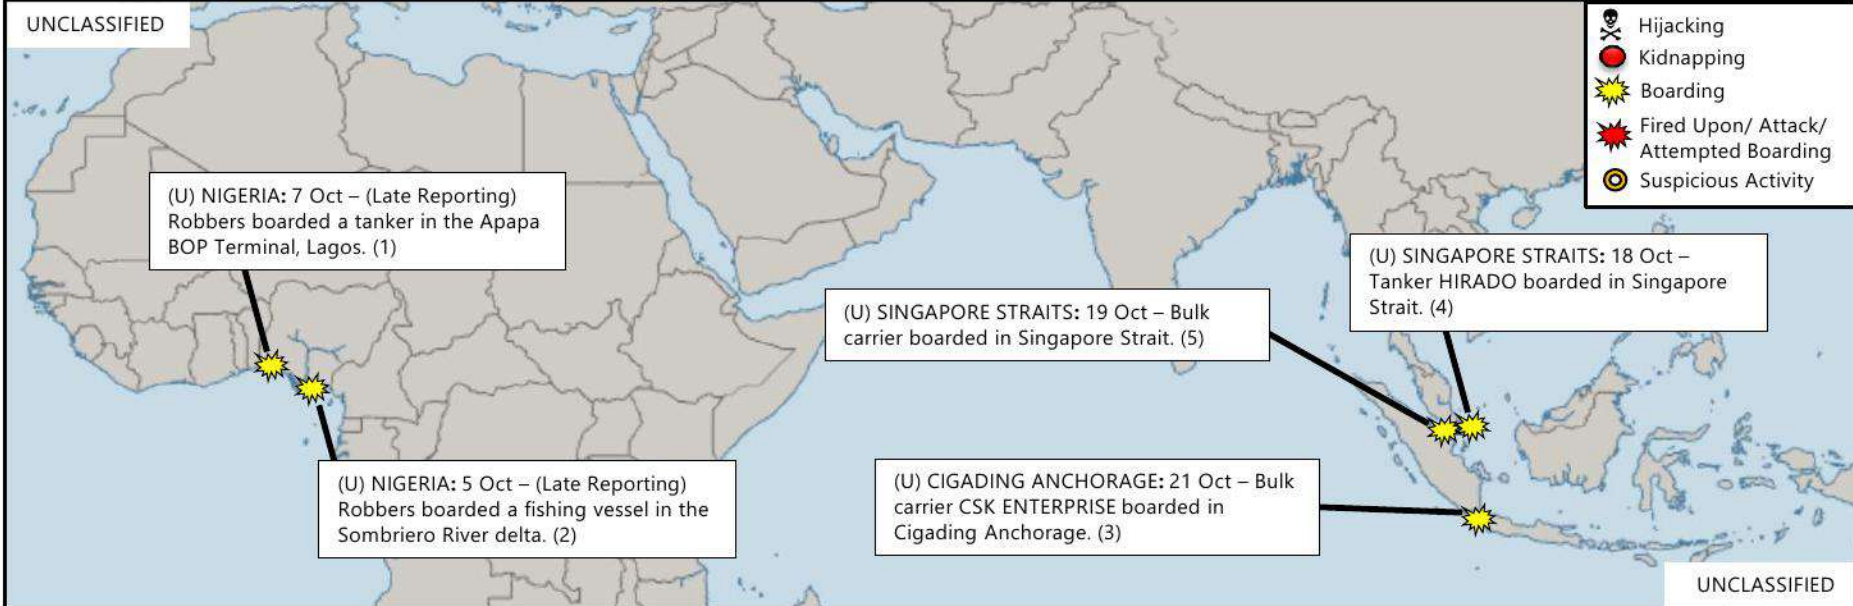 UNCLASSIFIED
Hijacking
Kidnapping
Boarding
Fired Upon/ Attack/
Attempted Boarding
Suspicious Activity
(U) NIGERIA: 7 Oct – (Late Reporting)
Robbers boarded a tanker in the Apapa
BOP Terminal, Lagos. (1)
(U) SINGAPORE STRAITS: 18 Oct –
Tanker HIRADO boarded in Singapore
Strait. (4)
(U) SINGAPORE STRAITS: 19 Oct – Bulk
carrier boarded in Singapore Strait. (5)
(U) NIGERIA: 5 Oct – (Late Reporting)
Robbers boarded a fishing vessel in the
Sombriero River delta. (2)
(U) CIGADING ANCHORAGE: 21 Oct – Bulk
carrier CSK ENTERPRISE boarded in
Cigading Anchorage. (3)
UNCLASSIFIED